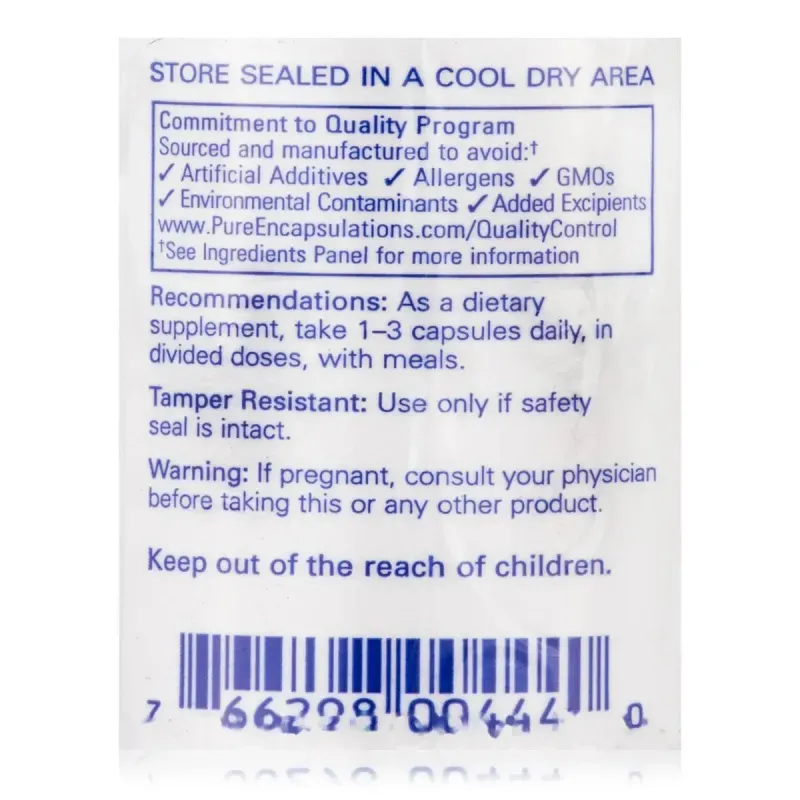 STORE SEALED IN A COOL DRY AREA
Commitment to Quality Program
Sourced and manufactured to avoid:†
✓ Artificial Additives ✓ Allergens ✓ GMOs
✓ Environmental Contaminants ✓ Added Excipients
www.PureEncapsulations.com/QualityControl
†See Ingredients Panel for more information
Recommendations: As a dietary
supplement, take 1–3 capsules daily, in
divided doses, with meals.
Tamper Resistant: Use only if safety
seal is intact.
Warning: If pregnant, consult your physician
before taking this or any other product.
Keep out of the reach of children.
7 66298 00444 0